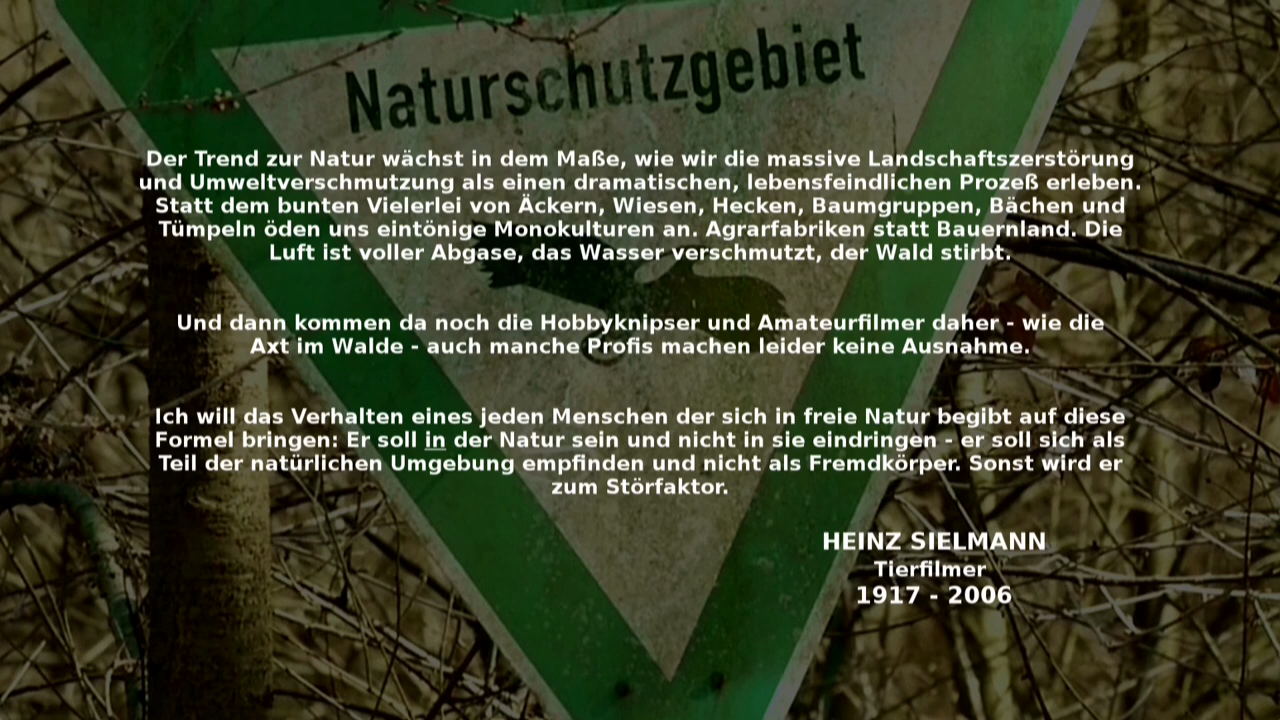 Naturschutzgebiet
Der Trend zur Natur wächst in dem Maße, wie wir die massive Landschaftszerstörung
und Umweltverschmutzung als einen dramatischen, lebensfeindlichen Prozeß erleben.
Statt dem bunten Vielerlei von Äckern, Wiesen, Hecken, Baumgruppen, Bächen und
Tümpeln öden uns eintönige Monokulturen an. Agrarfabriken statt Bauernland. Die
Luft ist voller Abgase, das Wasser verschmutzt, der Wald stirbt.
Und dann kommen da noch die Hobbyknipser und Amateurfilmer daher - wie die
Axt im Walde - auch manche Profis machen leider keine Ausnahme.
Ich will das Verhalten eines jeden Menschen der sich in freie Natur begibt auf diese
Formel bringen: Er soll in der Natur sein und nicht in sie eindringen - er soll sich als
Teil der natürlichen Umgebung empfinden und nicht als Fremdkörper. Sonst wird er
zum Störfaktor.
HEINZ SIELMANN
Tierfilmer
1917 - 2006